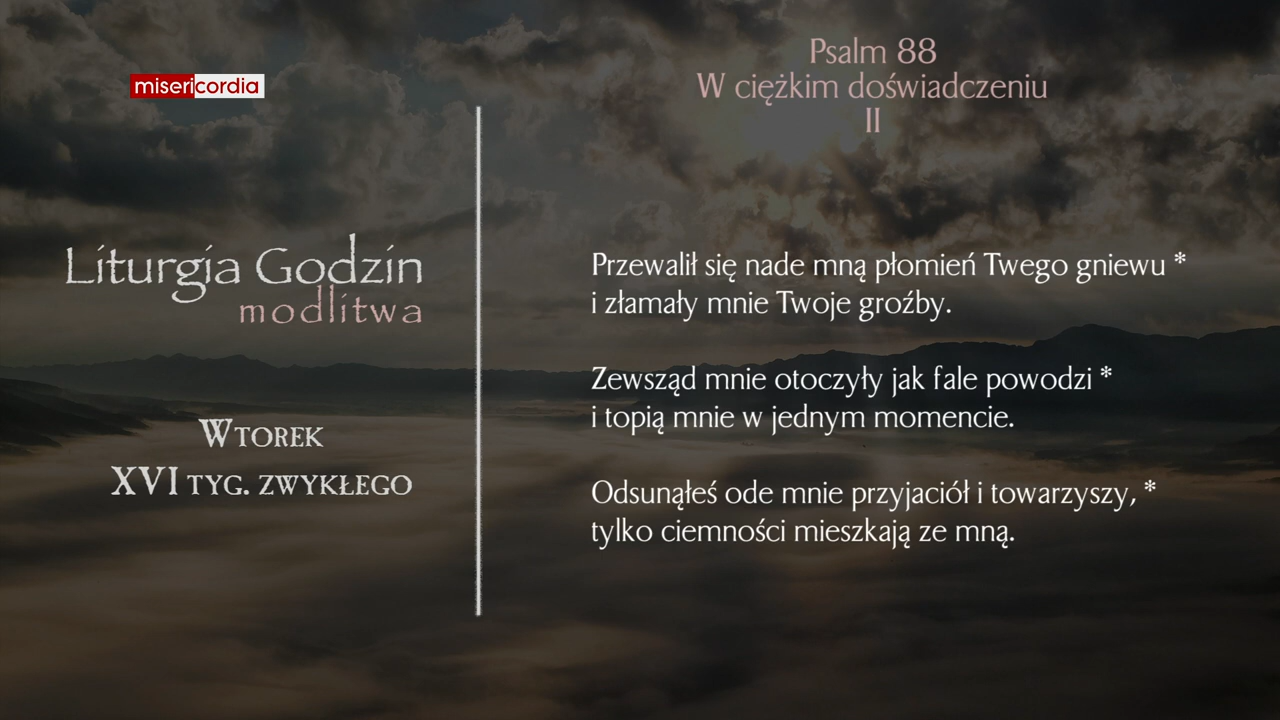 misericordia
Liturgia Godzin
modlitwa
Wtorek
XVI tyg. zwykłego
Psalm 88
W ciężkim doświadczeniu
II
Przewalił się nade mną płomień Twego gniewu *
i złamały mnie Twoje groźby.
Zewsząd mnie otoczyły jak fale powodzi *
i topią mnie w jednym momencie.
Odsunąłeś ode mnie przyjaciół i towarzyszy, *
tylko ciemności mieszkają ze mną.